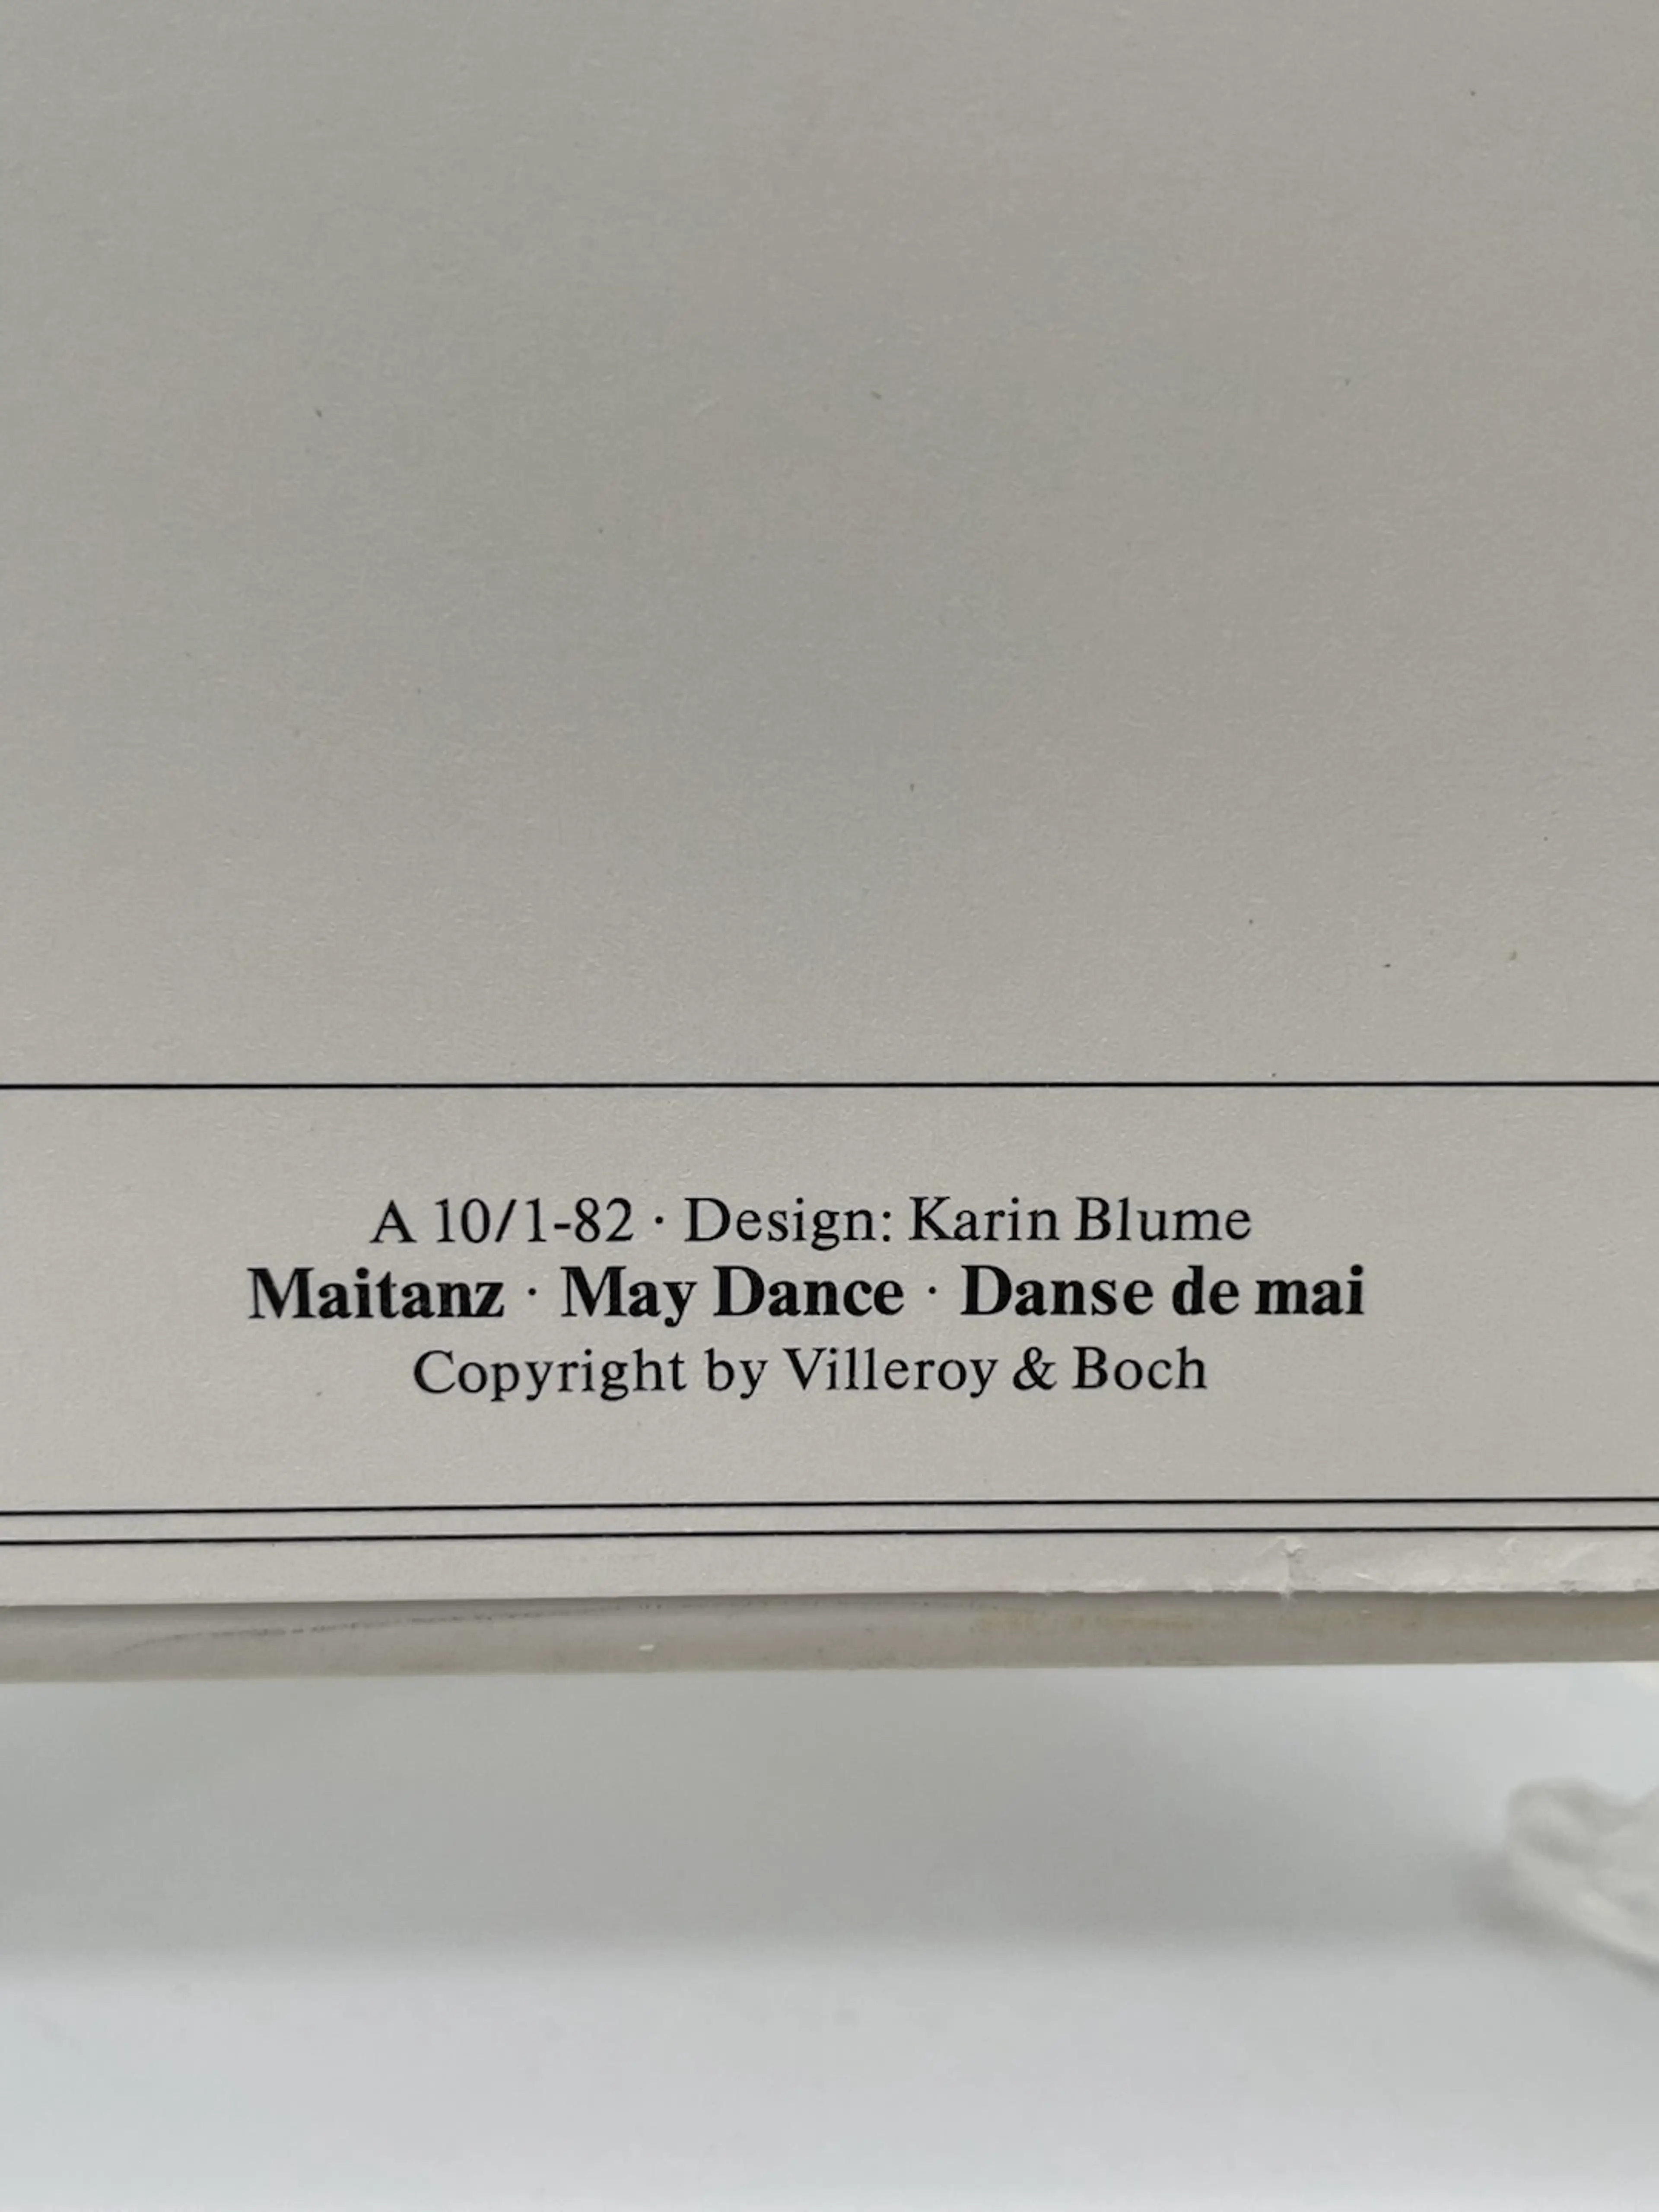 A 10/1-82 · Design: Karin Blume
Maitanz · May Dance · Danse de mai
Copyright by Villeroy & Boch